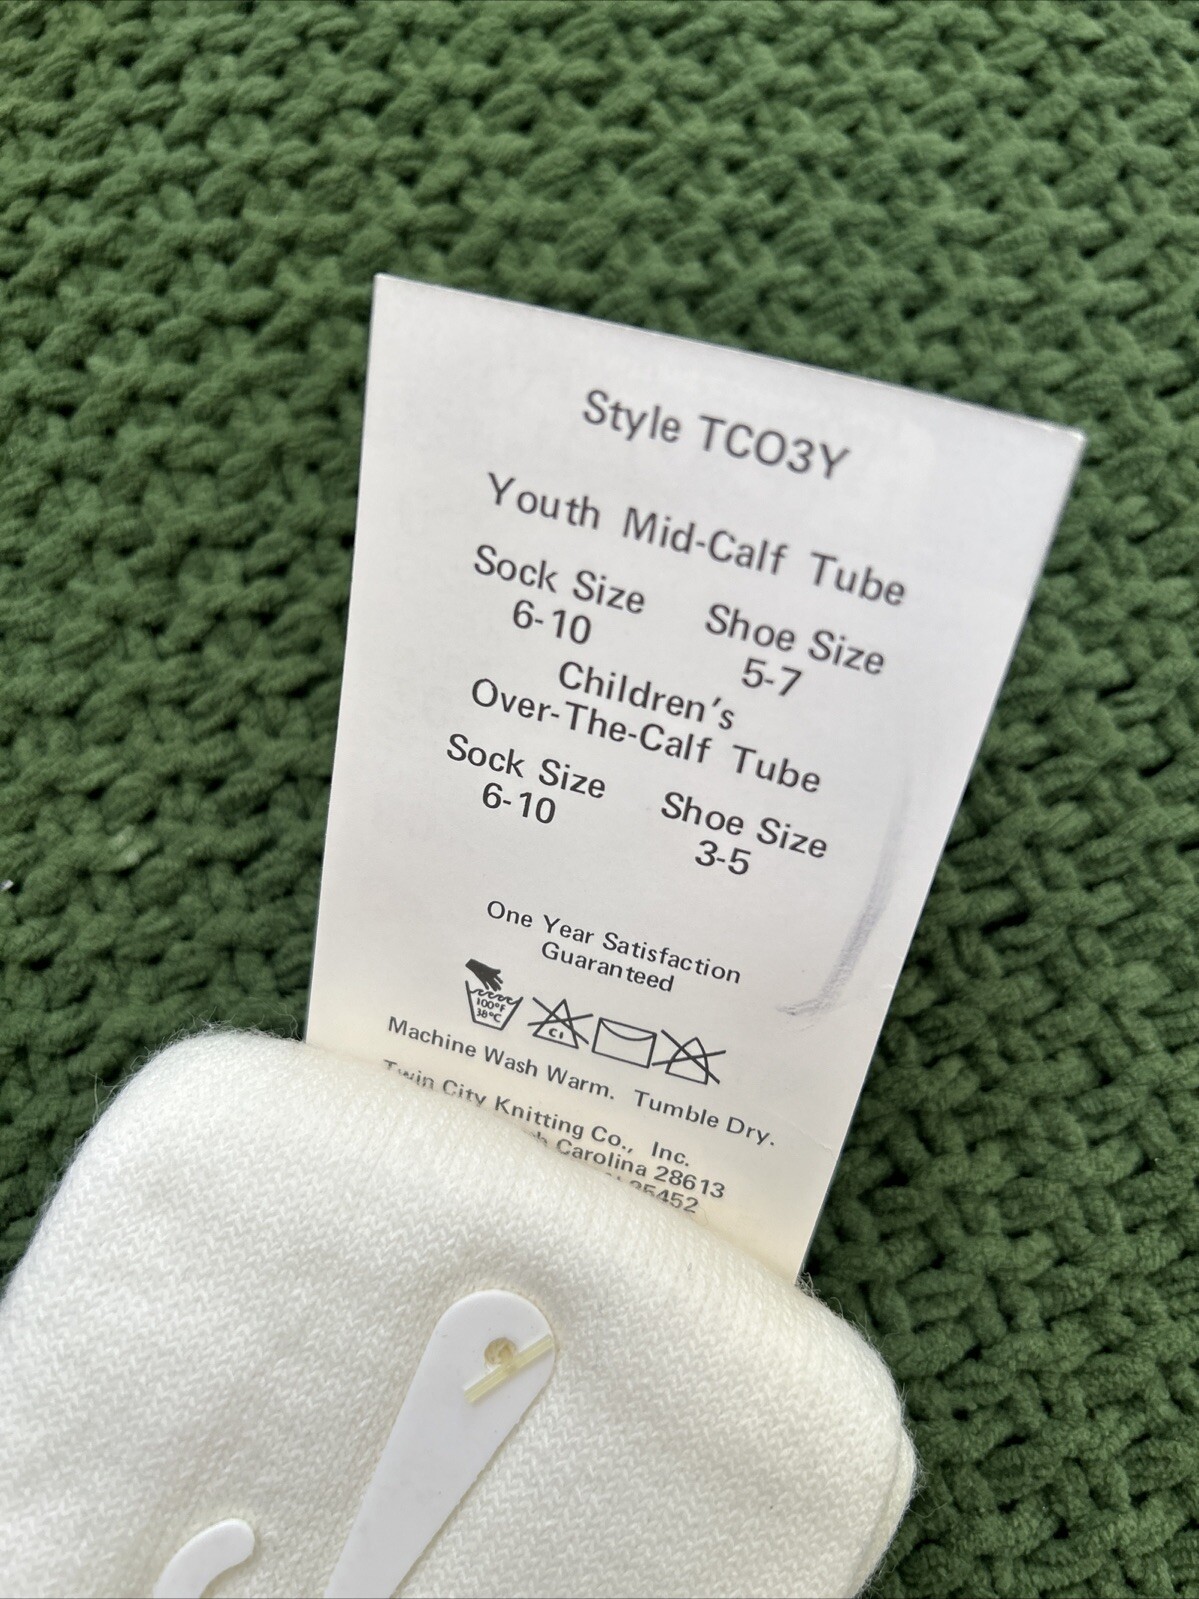 Style TCO3Y
Youth Mid-Calf Tube
Sock Size Shoe Size
6-10 5-7
Children's
Over-The-Calf Tube
Sock Size Shoe Size
6-10 3-5
One Year Satisfaction
Guaranteed
100°F
38°C
Cl
Machine Wash Warm. Tumble Dry.
Twin City Knitting Co., Inc.
Carolina 28613
35452